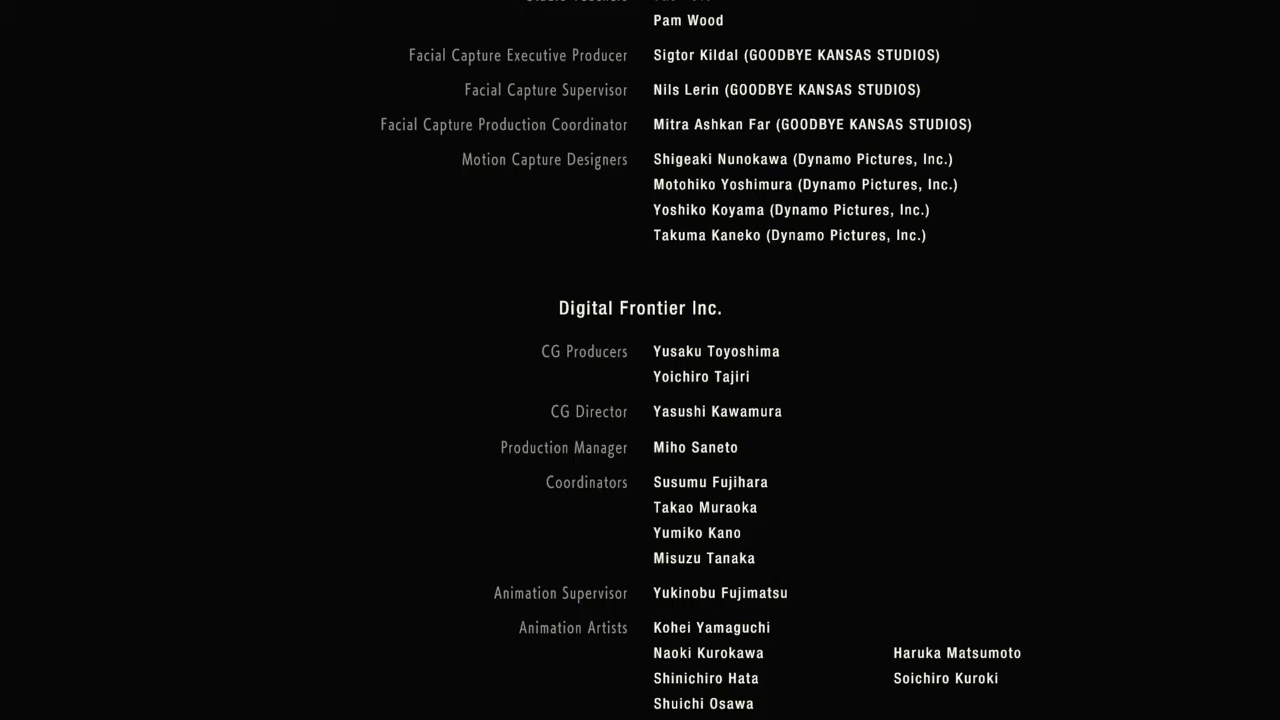 Pam Wood
Facial Capture Executive Producer Sigtor Kildal (GOODBYE KANSAS STUDIOS)
Facial Capture Supervisor Nils Lerin (GOODBYE KANSAS STUDIOS)
Facial Capture Production Coordinator Mitra Ashkan Far (GOODBYE KANSAS STUDIOS)
Motion Capture Designers Shigeaki Nunokawa (Dynamo Pictures, Inc.)
Motohiko Yoshimura (Dynamo Pictures, Inc.)
Yoshiko Koyama (Dynamo Pictures, Inc.)
Takuma Kaneko (Dynamo Pictures, Inc.)
Digital Frontier Inc.
CG Producers Yusaku Toyoshima
Yoichiro Tajiri
CG Director Yasushi Kawamura
Production Manager Miho Saneto
Coordinators Susumu Fujihara
Takao Muraoka
Yumiko Kano
Misuzu Tanaka
Animation Supervisor Yukinobu Fujimatsu
Animation Artists Kohei Yamaguchi
Naoki Kurokawa Haruka Matsumoto
Shinichiro Hata Soichiro Kuroki
Shuichi Osawa